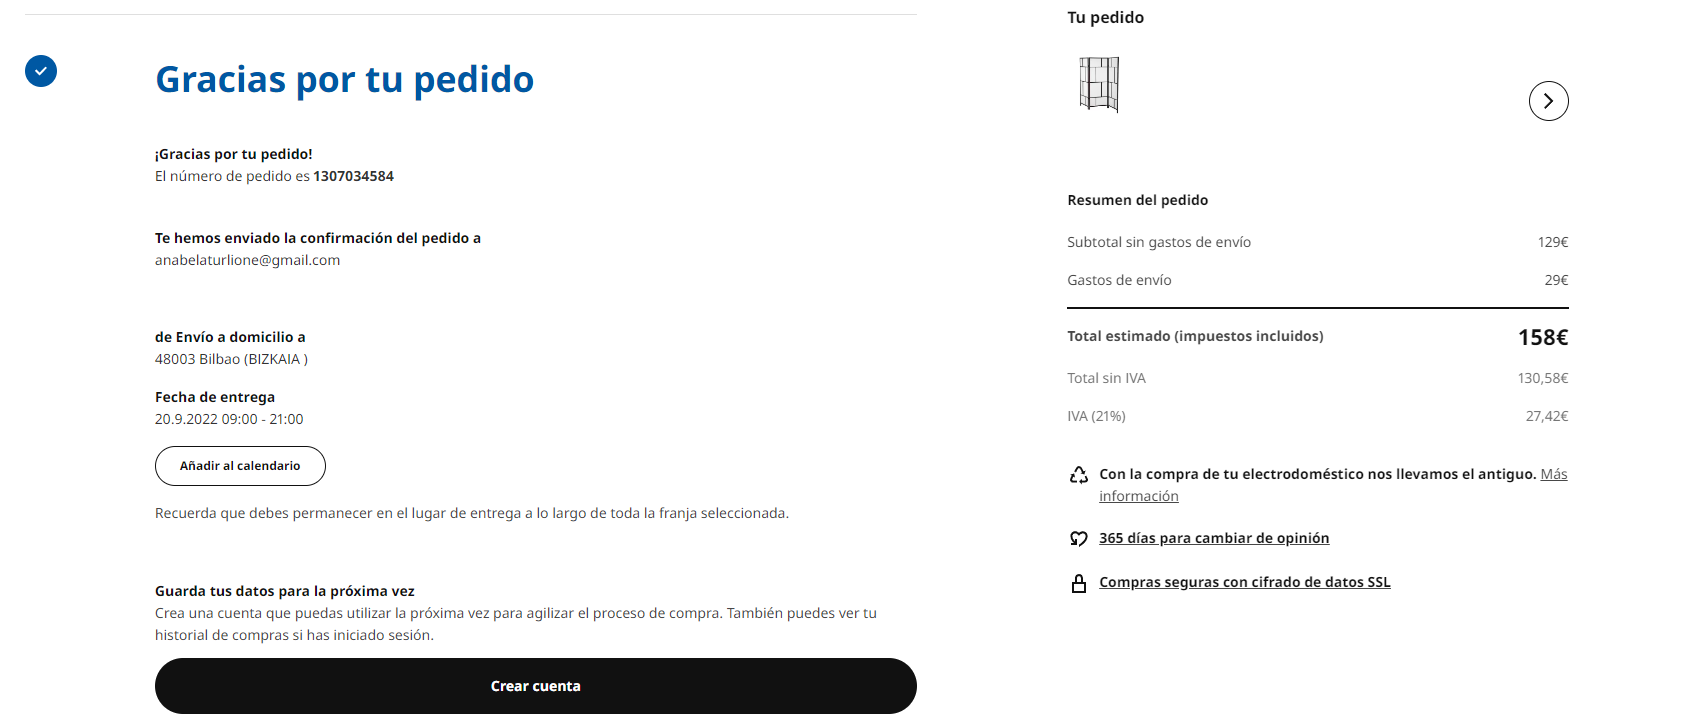 Gracias por tu pedido
¡Gracias por tu pedido!
El número de pedido es 1307034584
Te hemos enviado la confirmación del pedido a
anabelaturlione@gmail.com
de Envío a domicilio a
48003 Bilbao (BIZKAIA )
Fecha de entrega
20.9.2022 09:00 - 21:00
Añadir al calendario
Recuerda que debes permanecer en el lugar de entrega a lo largo de toda la franja seleccionada.
Guarda tus datos para la próxima vez
Crea una cuenta que puedas utilizar la próxima vez para agilizar el proceso de compra. También puedes ver tu
historial de compras si has iniciado sesión.
Crear cuenta
Tu pedido
Resumen del pedido
Subtotal sin gastos de envío 129€
Gastos de envío 29€
Total estimado (impuestos incluidos) 158€
Total sin IVA 130,58€
IVA (21%) 27,42€
Con la compra de tu electrodoméstico nos llevamos el antiguo. Más
información
365 días para cambiar de opinión
Compras seguras con cifrado de datos SSL